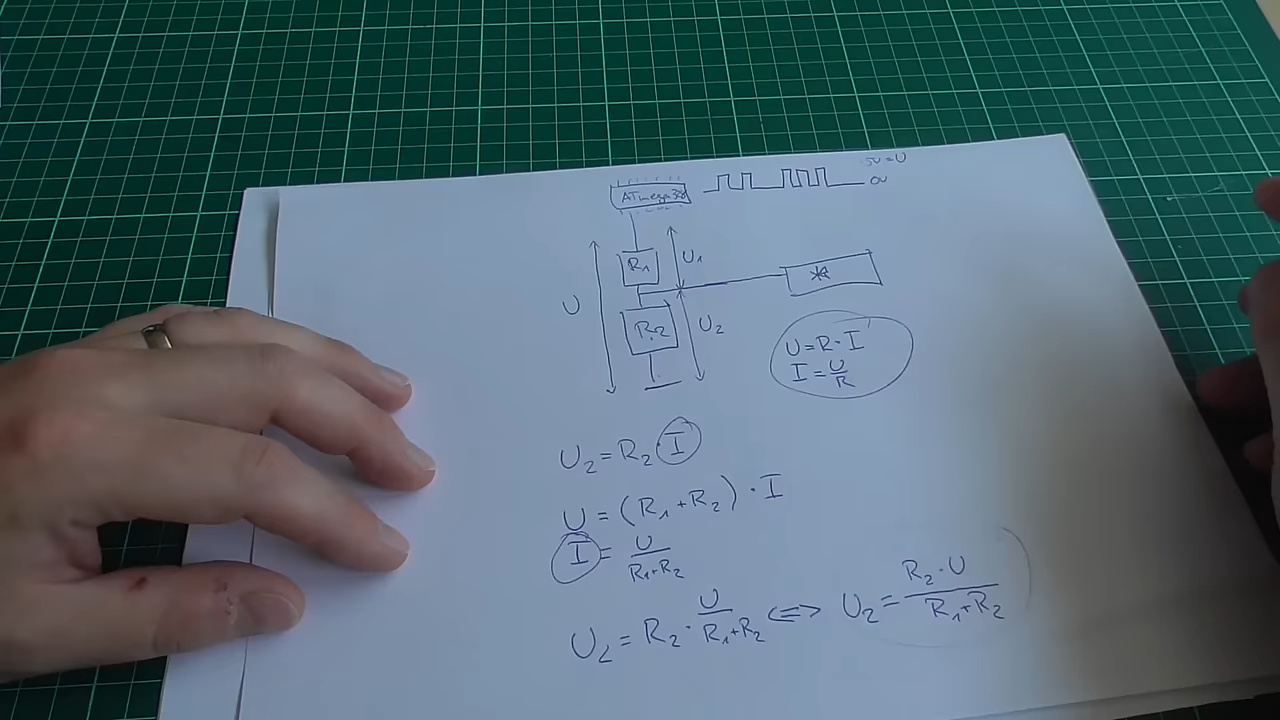 5V=U
ATmega328
0V
R₁
U₁
U
R₂
U₂
U=R·I
I=U/R
U₂=R₂ I
U=(R₁+R₂)·I
I=U/(R₁+R₂)
U₂=R₂·U/(R₁+R₂) <=> U₂=(R₂·U)/(R₁+R₂)